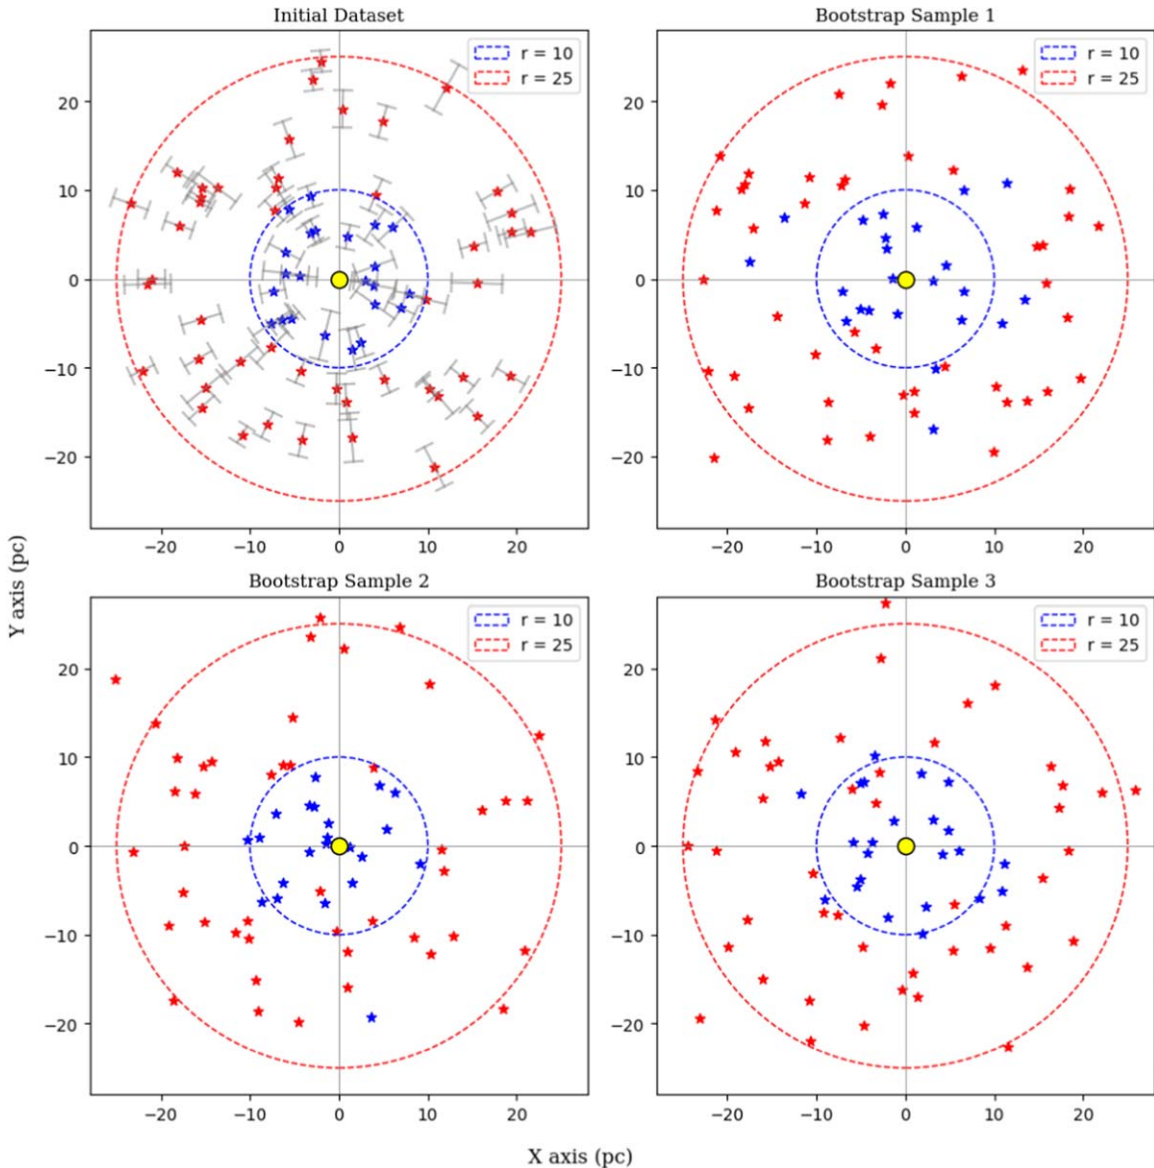 Initial Dataset
r = 10
r = 25
20
10
0
−10
−20
−20 −10 0 10 20
Bootstrap Sample 1
r = 10
r = 25
20
10
0
−10
−20
−20 −10 0 10 20
Bootstrap Sample 2
r = 10
r = 25
20
10
0
−10
−20
−20 −10 0 10 20
Bootstrap Sample 3
r = 10
r = 25
20
10
0
−10
−20
−20 −10 0 10 20
Y axis (pc)
X axis (pc)